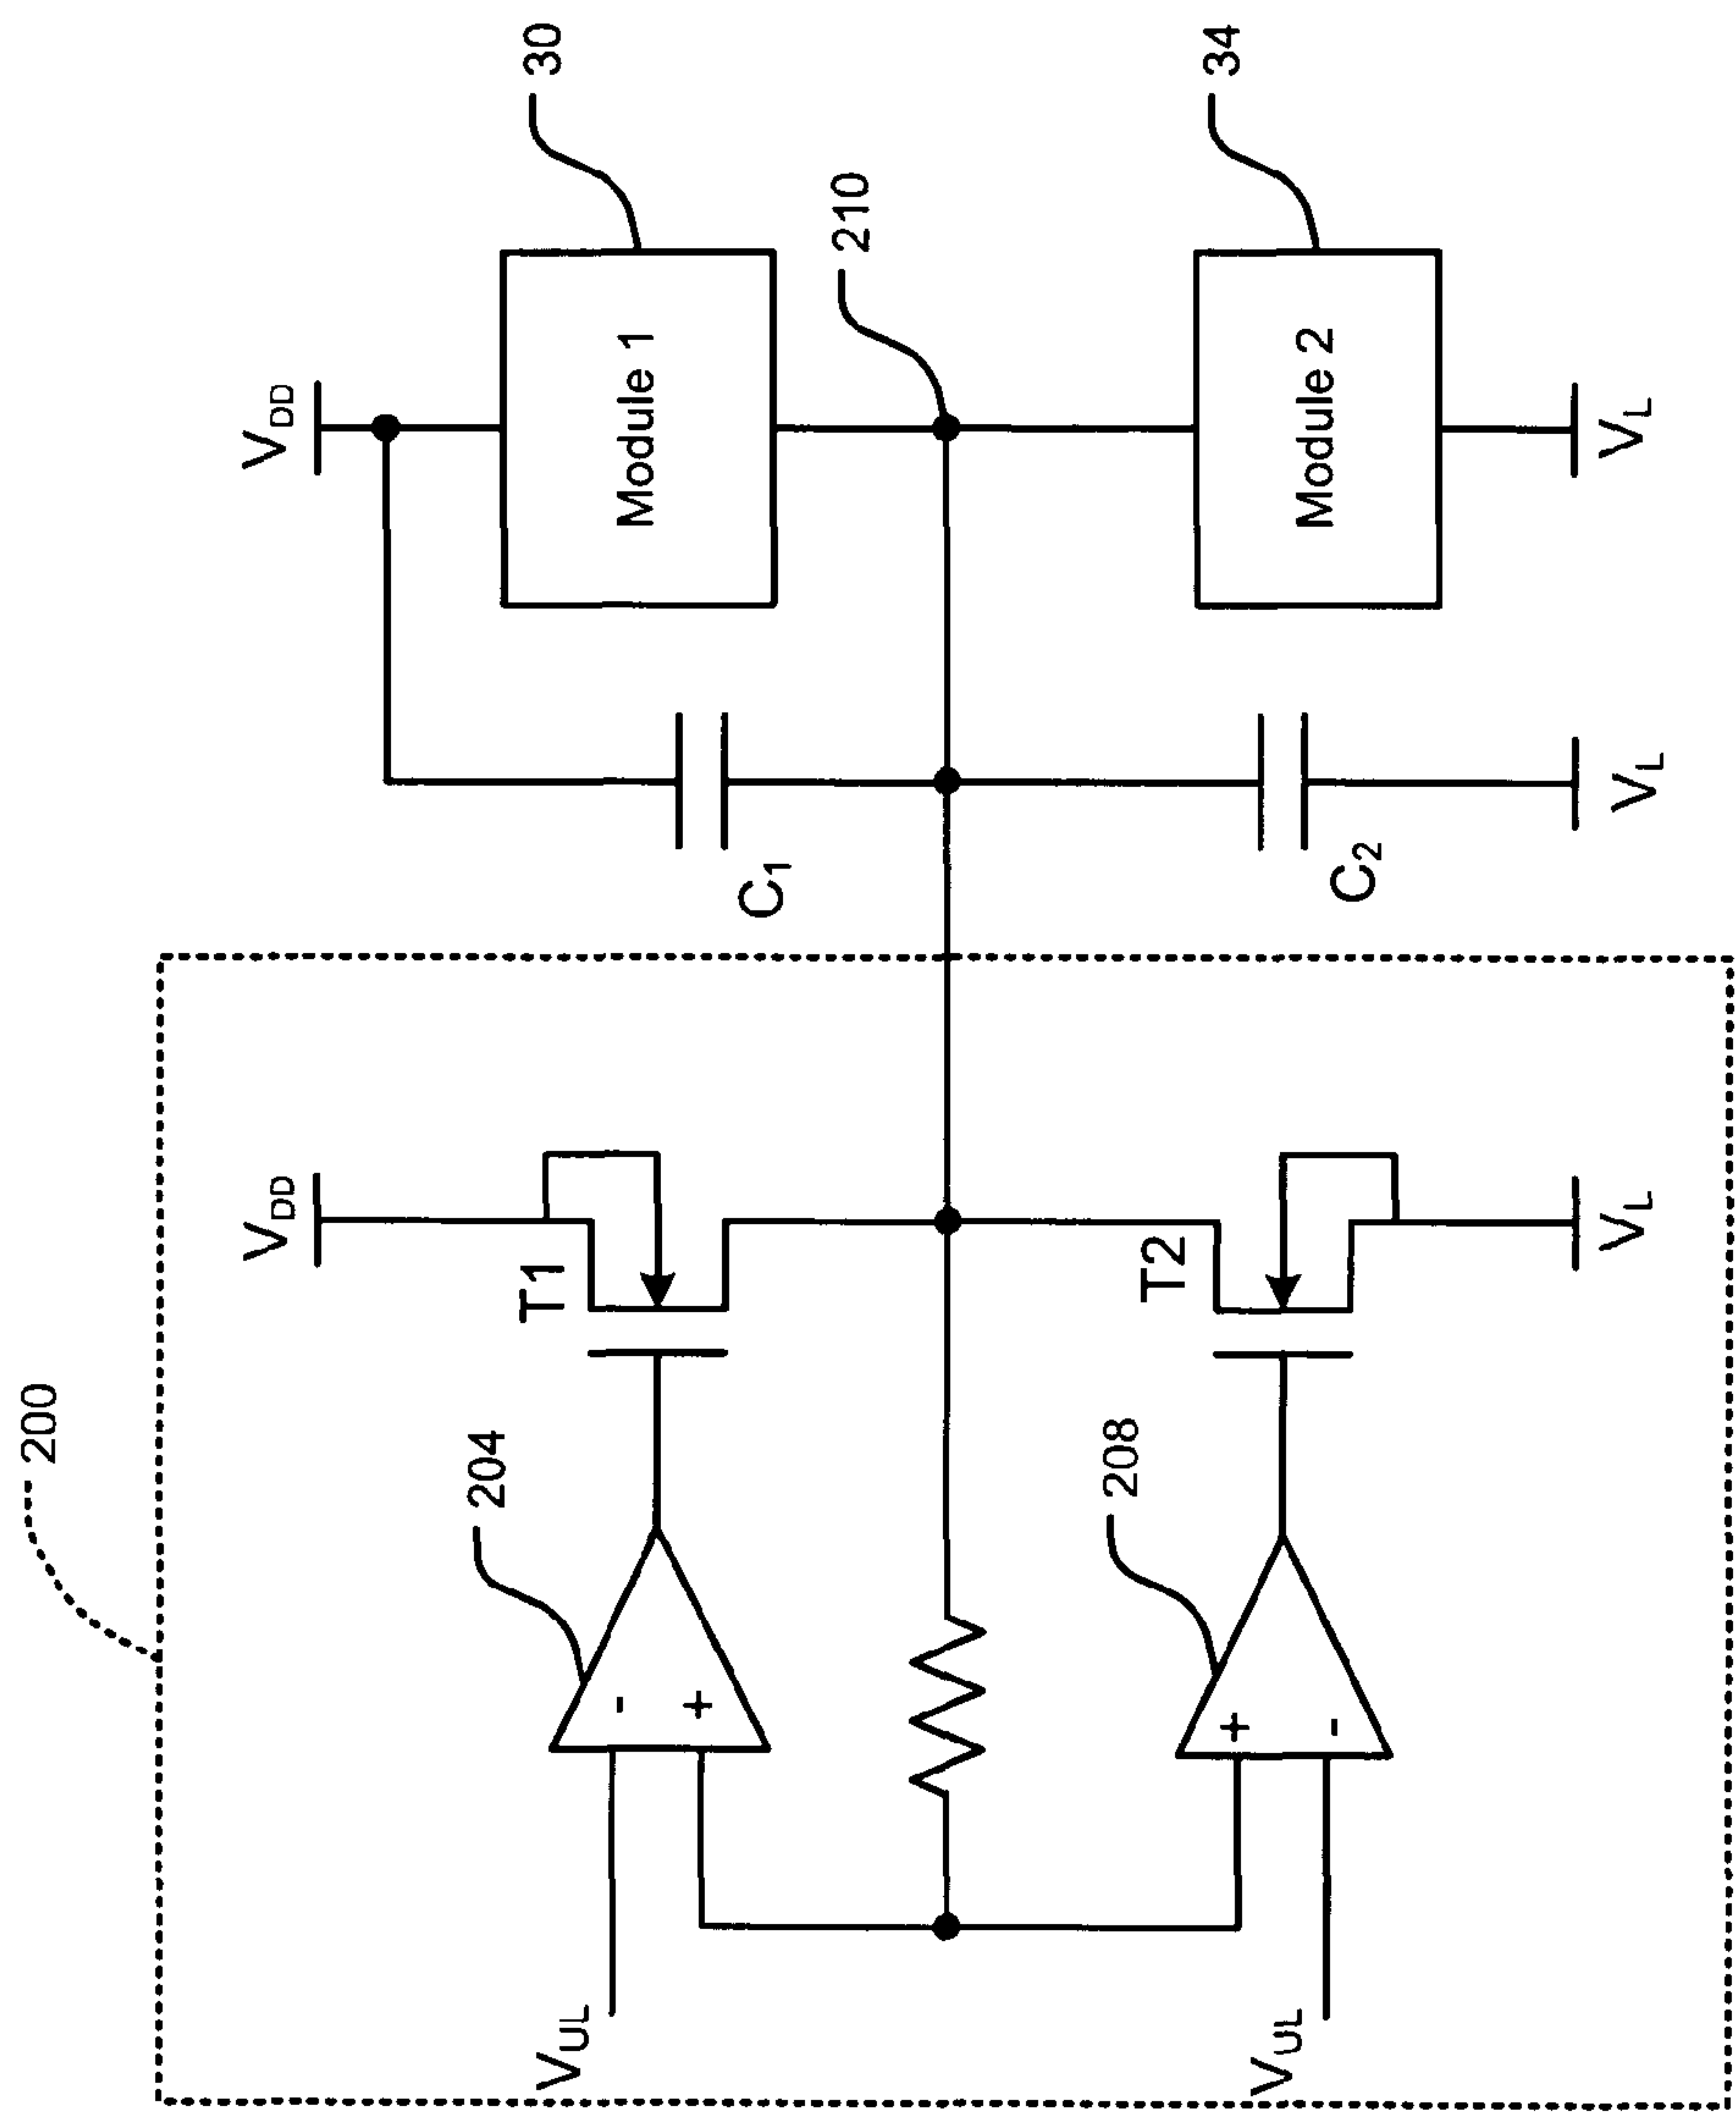 200
V_DD
V_DD
204
T1
30
V_UL
-
Module 1
+
C_1
210
208
T2
34
+
V_UL
Module 2
-
C_2
V_L
V_L
V_L